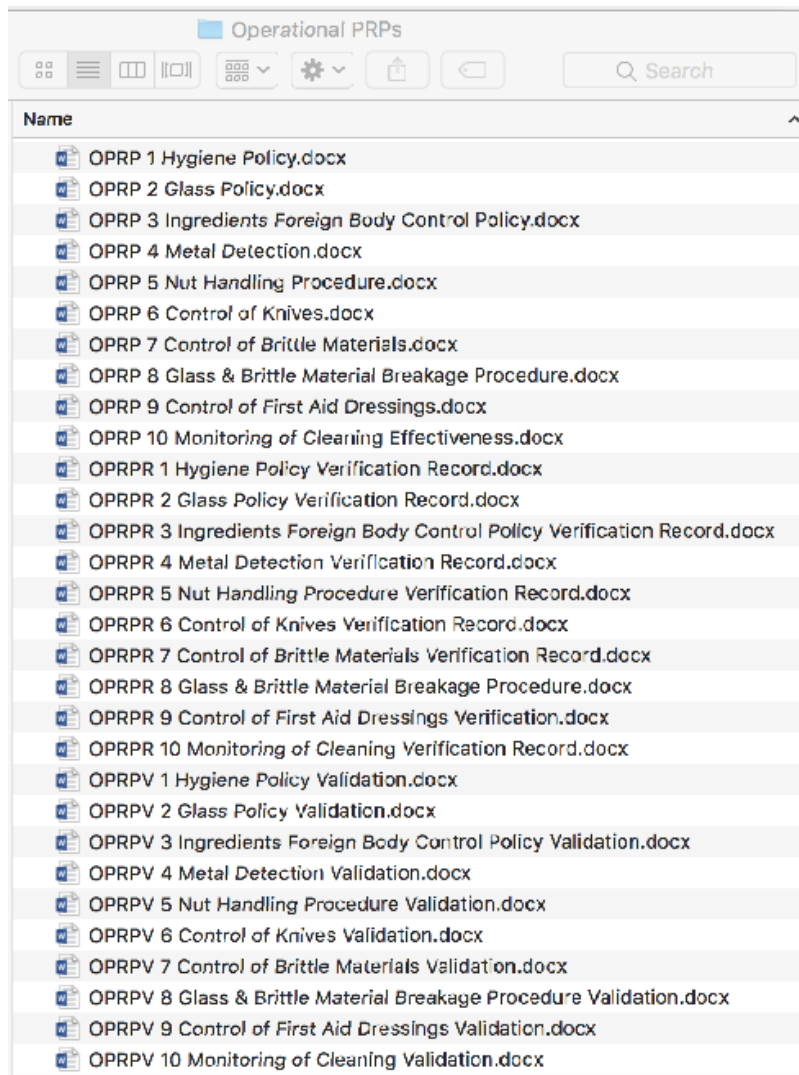 Operational PRPs
Search
Name
OPRP 1 Hygiene Policy.docx
OPRP 2 Glass Policy.docx
OPRP 3 Ingredients Foreign Body Control Policy.docx
OPRP 4 Metal Detection.docx
OPRP 5 Nut Handling Procedure.docx
OPRP 6 Control of Knives.docx
OPRP 7 Control of Brittle Materials.docx
OPRP 8 Glass & Brittle Material Breakage Procedure.docx
OPRP 9 Control of First Aid Dressings.docx
OPRP 10 Monitoring of Cleaning Effectiveness.docx
OPRPR 1 Hygiene Policy Verification Record.docx
OPRPR 2 Glass Policy Verification Record.docx
OPRPR 3 Ingredients Foreign Body Control Policy Verification Record.docx
OPRPR 4 Metal Detection Verification Record.docx
OPRPR 5 Nut Handling Procedure Verification Record.docx
OPRPR 6 Control of Knives Verification Record.docx
OPRPR 7 Control of Brittle Materials Verification Record.docx
OPRPR 8 Glass & Brittle Material Breakage Procedure.docx
OPRPR 9 Control of First Aid Dressings Verification.docx
OPRPR 10 Monitoring of Cleaning Verification Record.docx
OPRPV 1 Hygiene Policy Validation.docx
OPRPV 2 Glass Policy Validation.docx
OPRPV 3 Ingredients Foreign Body Control Policy Validation.docx
OPRPV 4 Metal Detection Validation.docx
OPRPV 5 Nut Handling Procedure Validation.docx
OPRPV 6 Control of Knives Validation.docx
OPRPV 7 Control of Brittle Materials Validation.docx
OPRPV 8 Glass & Brittle Material Breakage Procedure Validation.docx
OPRPV 9 Control of First Aid Dressings Validation.docx
OPRPV 10 Monitoring of Cleaning Validation.docx